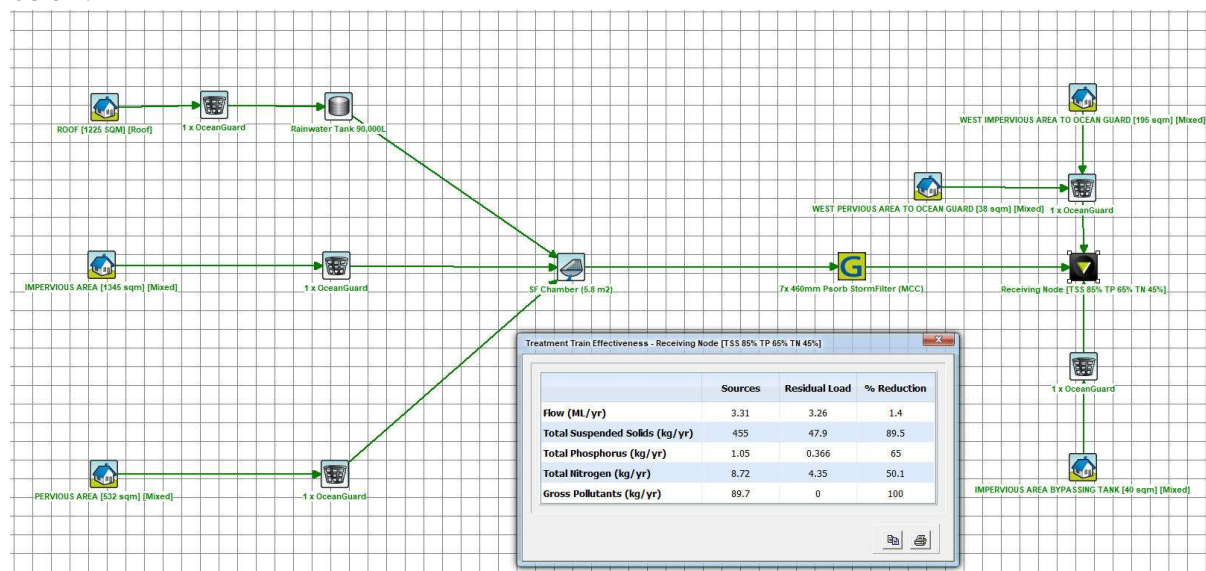 ROOF [1225 SQM] [Roof]
1 x OceanGuard
Rainwater Tank 90,000L
WEST IMPERVIOUS AREA TO OCEAN GUARD [195 sqm] [Mixed]
WEST PERVIOUS AREA TO OCEAN GUARD [38 sqm] [Mixed]
1 x OceanGuard
IMPERVIOUS AREA [1345 sqm] [Mixed]
1 x OceanGuard
SF Chamber (5.8 m2)
G
7x 460mm Psorb StormFilter (MCC)
Receiving Node [TSS 85% TP 65% TN 45%]
1 x OceanGuard
PERVIOUS AREA [532 sqm] [Mixed]
1 x OceanGuard
IMPERVIOUS AREA BYPASSING TANK [40 sqm] [Mixed]
Treatment Train Effectiveness - Receiving Node [TSS 85% TP 65% TN 45%]
Sources Residual Load % Reduction
Flow (ML/yr) 3.31 3.26 1.4
Total Suspended Solids (kg/yr) 455 47.9 89.5
Total Phosphorus (kg/yr) 1.05 0.366 65
Total Nitrogen (kg/yr) 8.72 4.35 50.1
Gross Pollutants (kg/yr) 89.7 0 100